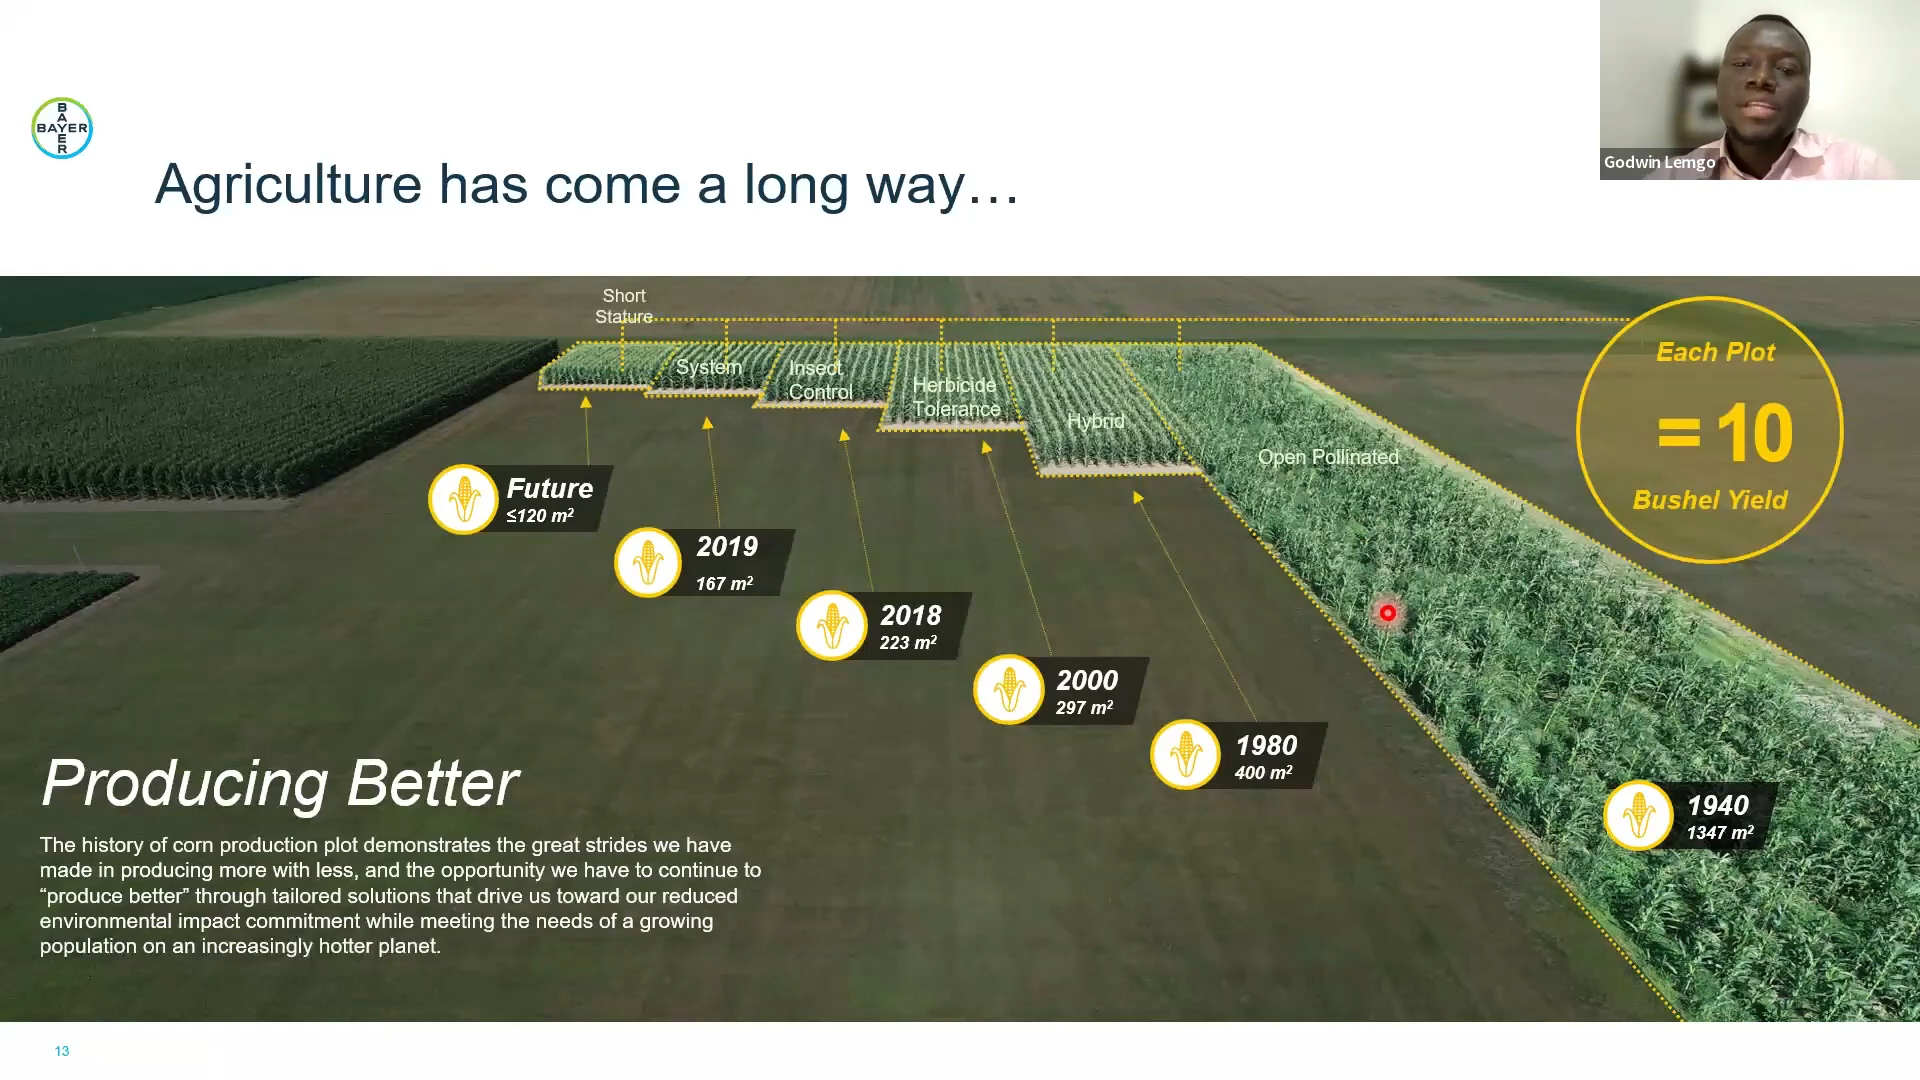 BAYER
BAYER
Godwin Lemgo
Agriculture has come a long way…
Short
Stature
System
Insect
Control
Herbicide
Tolerance
Hybrid
Open Pollinated
Each Plot
= 10
Bushel Yield
Future
≤120 m²
2019
167 m²
2018
223 m²
2000
297 m²
1980
400 m²
1940
1347 m²
Producing Better
The history of corn production plot demonstrates the great strides we have
made in producing more with less, and the opportunity we have to continue to
“produce better” through tailored solutions that drive us toward our reduced
environmental impact commitment while meeting the needs of a growing
population on an increasingly hotter planet.
13